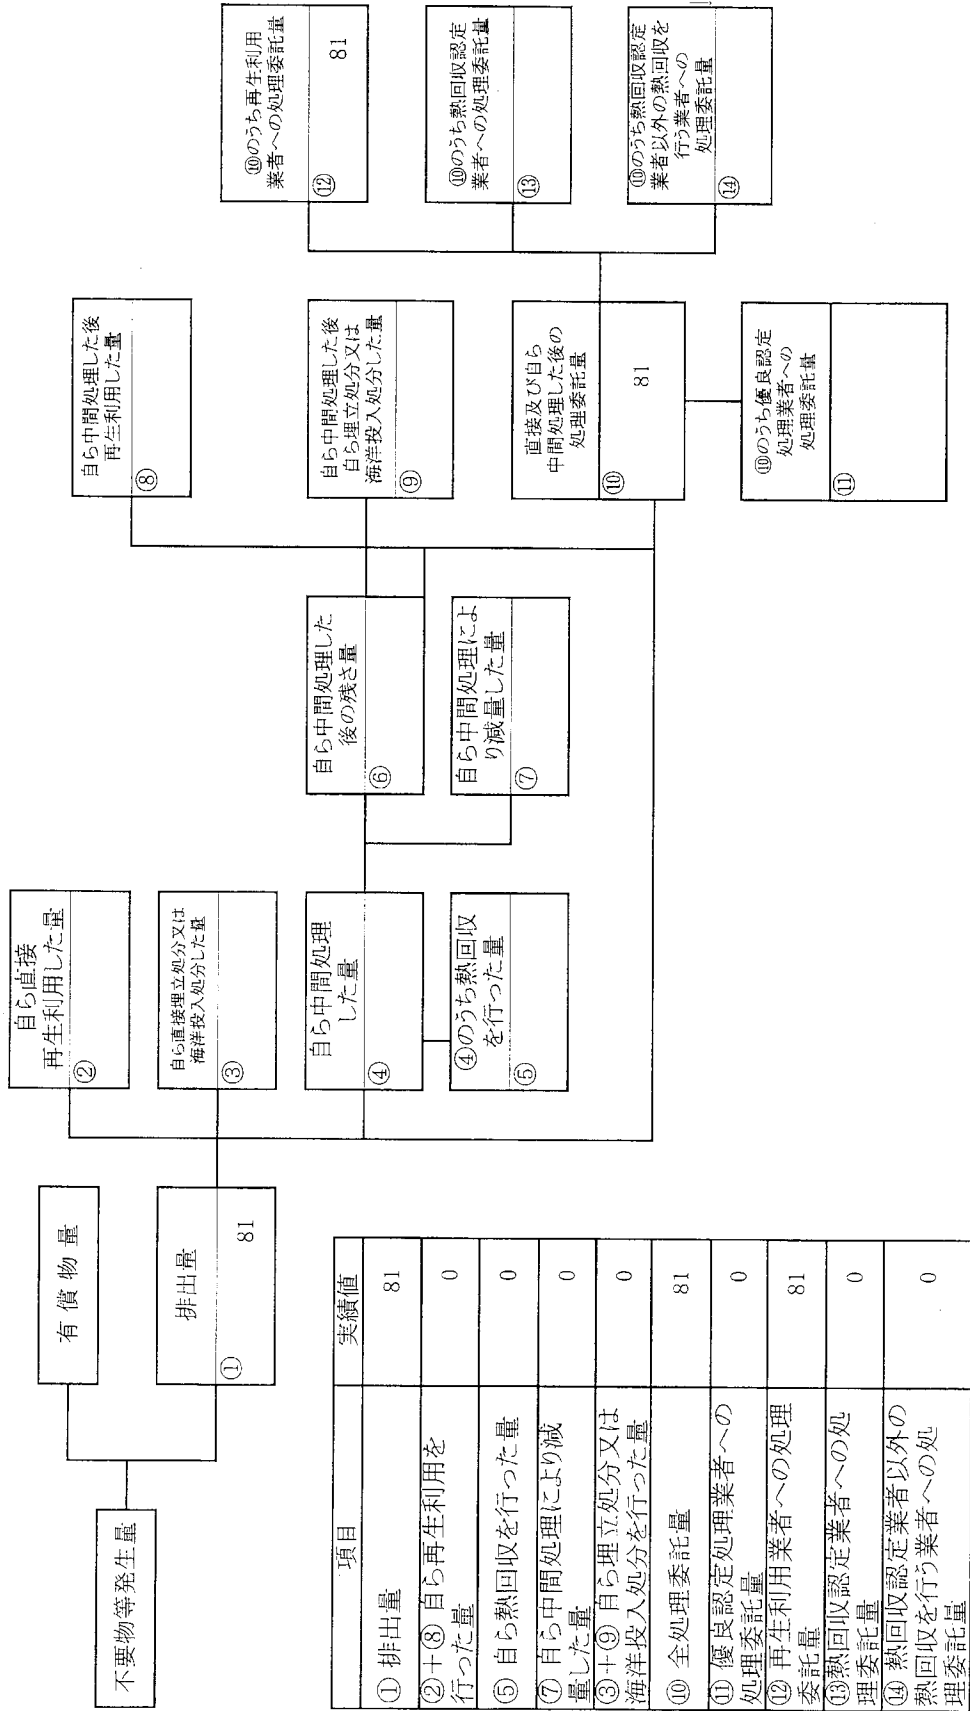 不要物等発生量
有償物量
排出量
①
81
自ら直接
再生利用した量
②
自ら直接埋立処分又は
海洋投入処分した量
③
自ら中間処理
した量
④
④のうち熱回収
を行った量
⑤
自ら中間処理した
後の残さ量
⑥
自ら中間処理によ
り減量した量
⑦
自ら中間処理した後
再生利用した量
⑧
自ら中間処理した後
自ら埋立処分又は
海洋投入処分した量
⑨
直接及び自ら
中間処理した後の
処理委託量
⑩
81
⑩のうち優良認定
処理業者への
処理委託量
⑪
⑩のうち再生利用
業者への処理委託量
⑫
81
⑩のうち熱回収認定
業者への処理委託量
⑬
⑩のうち熱回収認定
業者以外の熱回収を
行う業者への
処理委託量
⑭
項目 実績値
①排出量 81
②+⑧ 自ら再生利用を
行った量 0
⑤ 自ら熱回収を行った量 0
⑦ 自ら中間処理により減
量した量 0
③+⑨ 自ら埋立処分又は
海洋投入処分を行った量 0
⑩ 全処理委託量 81
⑪ 優良認定処理業者への
処理委託量 0
⑫ 再生利用業者への処理
委託量 81
⑬熱回収認定業者への処
理委託量 0
⑭ 熱回収認定業者以外の
熱回収を行う業者への処
理委託量 0